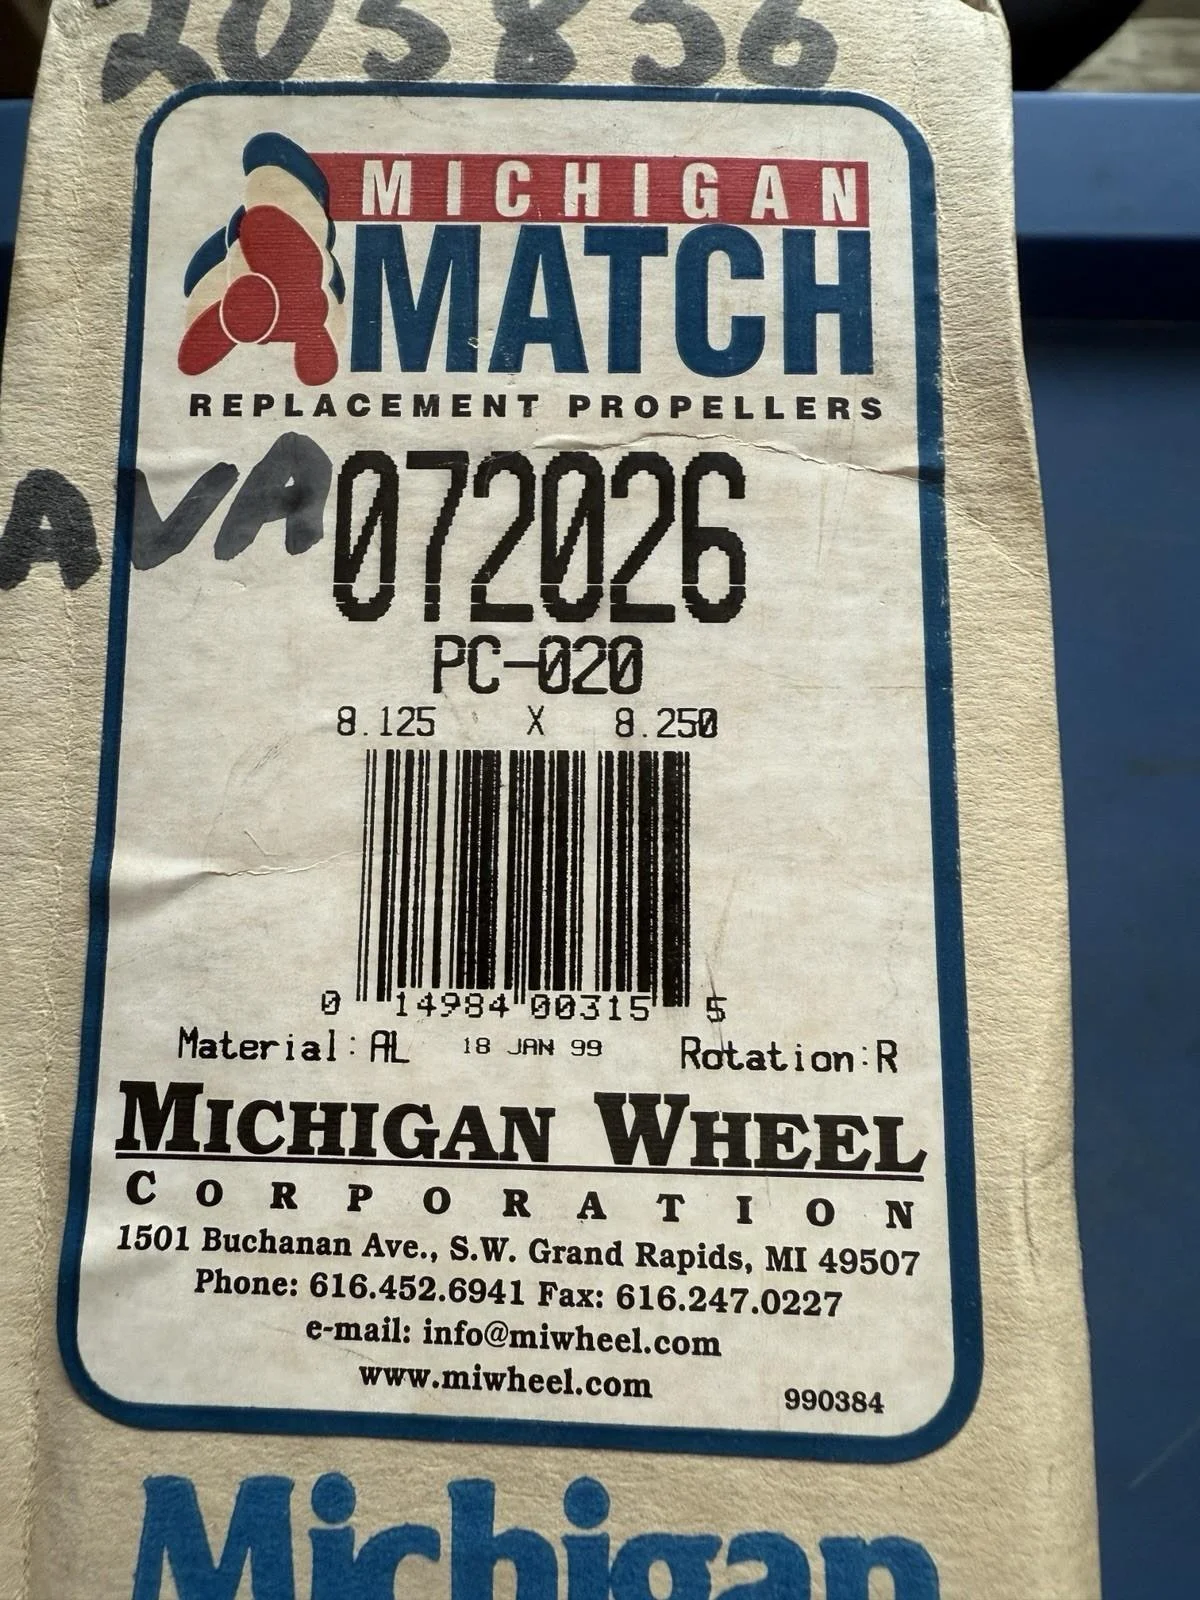 205836
MICHIGAN
MATCH
REPLACEMENT PROPELLERS
AVA
072026
PC-020
8.125 X 8.250
0 14984 00315 5
Material: AL 18 JAN 99 Rotation:R
MICHIGAN WHEEL
CORPORATION
1501 Buchanan Ave., S.W. Grand Rapids, MI 49507
Phone: 616.452.6941 Fax: 616.247.0227
e-mail: info@miwheel.com
www.miwheel.com
990384
Michigan